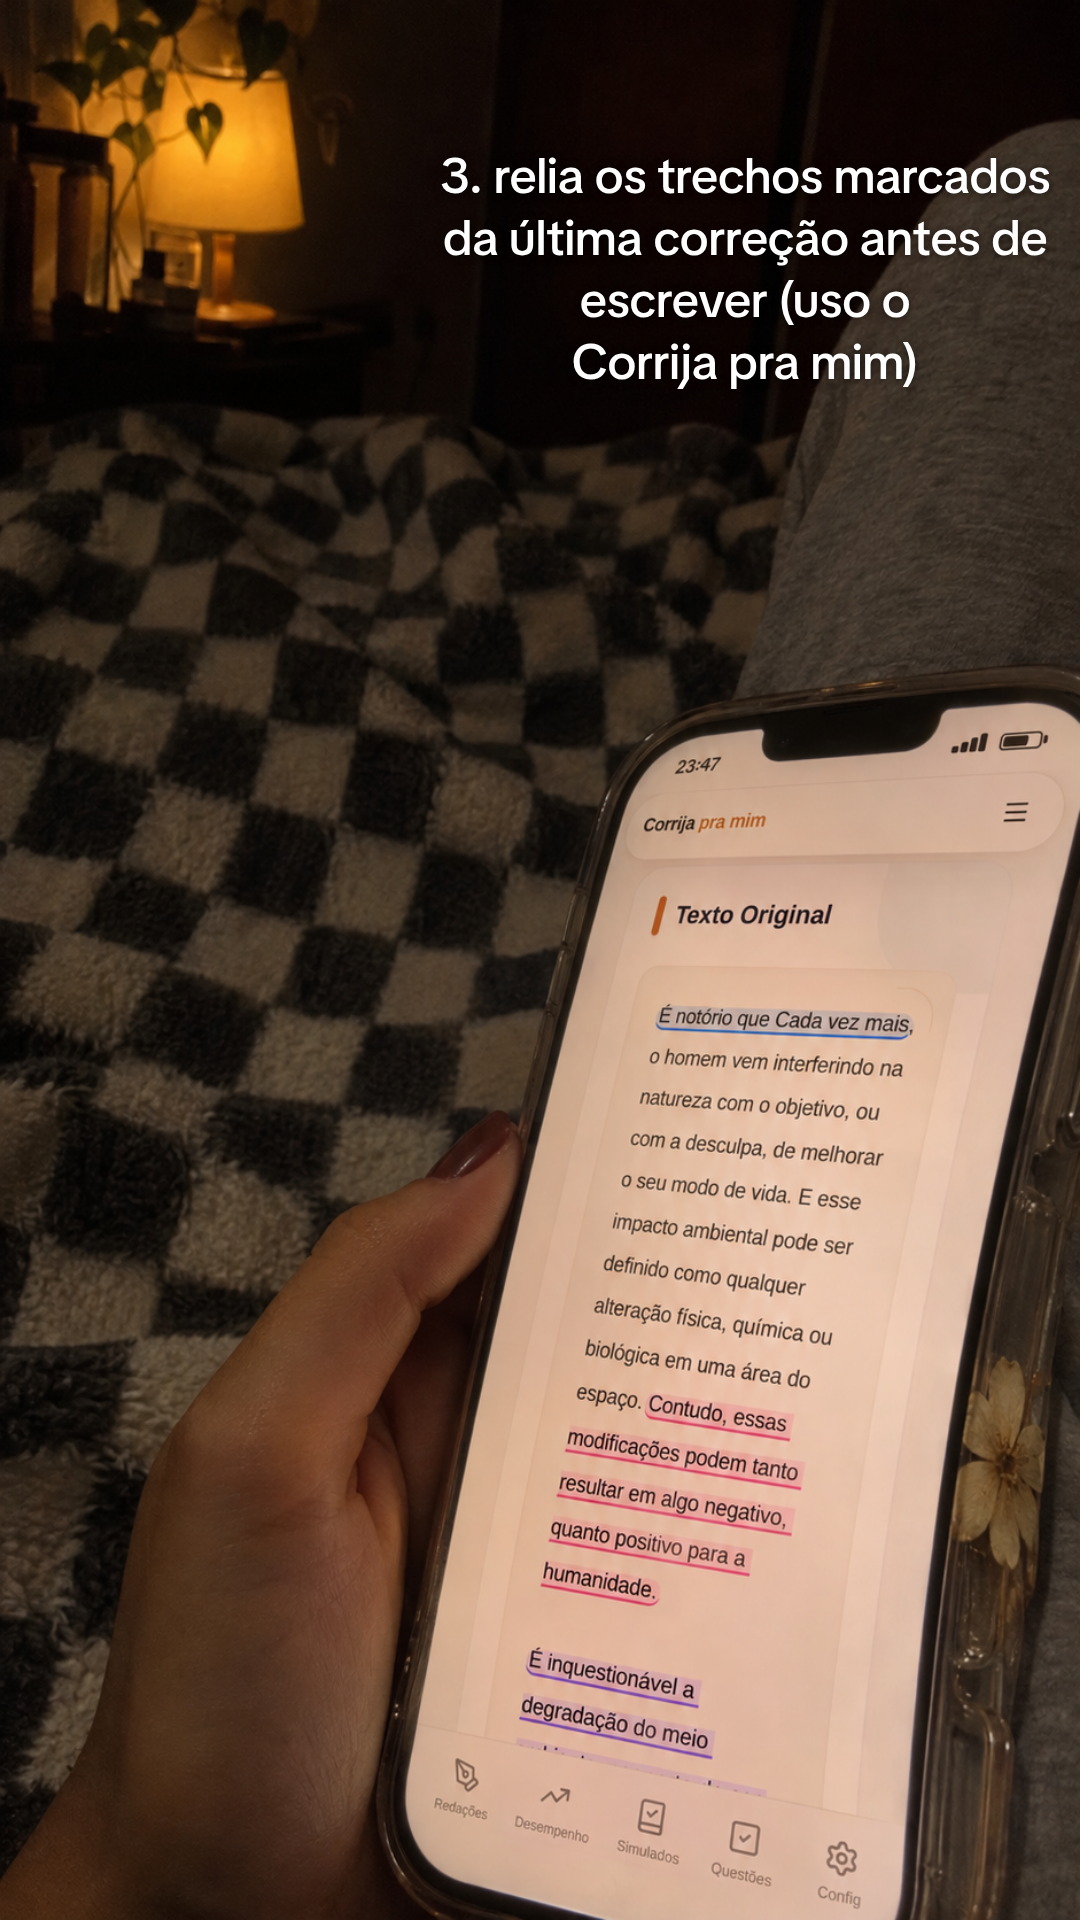 3. relia os trechos marcados
da última correção antes de
escrever (uso o
Corrija pra mim)
23:47
Corrija pra mim
Texto Original
É notório que Cada vez mais,
o homem vem interferindo na
natureza com o objetivo, ou
com a desculpa, de melhorar
o seu modo de vida. E esse
impacto ambiental pode ser
definido como qualquer
alteração física, química ou
biológica em uma área do
espaço. Contudo, essas
modificações podem tanto
resultar em algo negativo,
quanto positivo para a
humanidade.
É inquestionável a
degradação do meio
Redações
Desempenho
Simulados
Questões
Config